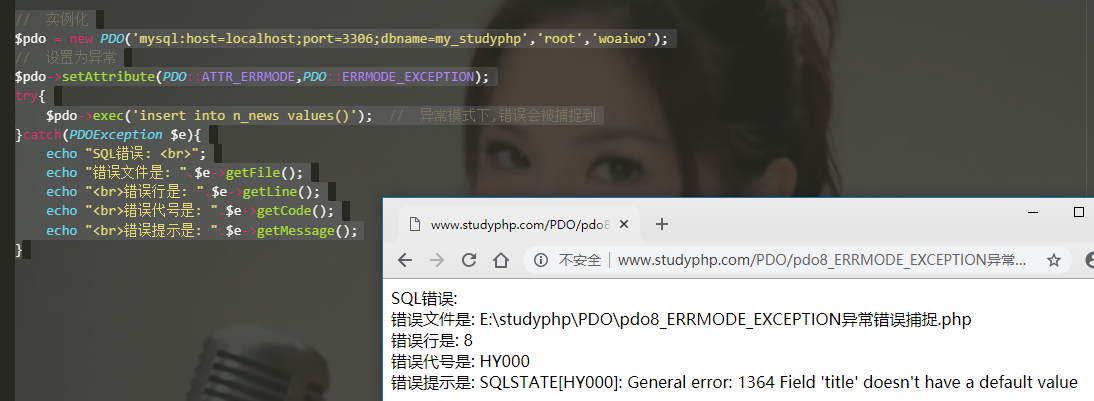 //  实例化
$pdo = new PDO('mysql:host=localhost;port=3306;dbname=my_studyphp','root','woaiwo');
//  设置为异常
$pdo->setAttribute(PDO::ATTR_ERRMODE,PDO::ERRMODE_EXCEPTION);
try{
    $pdo->exec('insert into n_news values()');  //  异常模式下,错误会被捕捉到
}catch(PDOException $e){
    echo "SQL错误: <br>";
    echo "错误文件是: ".$e->getFile();
    echo "<br>错误行是: ".$e->getLine();
    echo "<br>错误代号是: ".$e->getCode();
    echo "<br>错误提示是: ".$e->getMessage();
}
www.studyphp.com/PDO/pdo8
不安全 | www.studyphp.com/PDO/pdo8_ERRMODE_EXCEPTION异常...
SQL错误:
错误文件是: E:\studyphp\PDO\pdo8_ERRMODE_EXCEPTION异常错误捕捉.php
错误行是: 8
错误代号是: HY000
错误提示是: SQLSTATE[HY000]: General error: 1364 Field 'title' doesn't have a default value